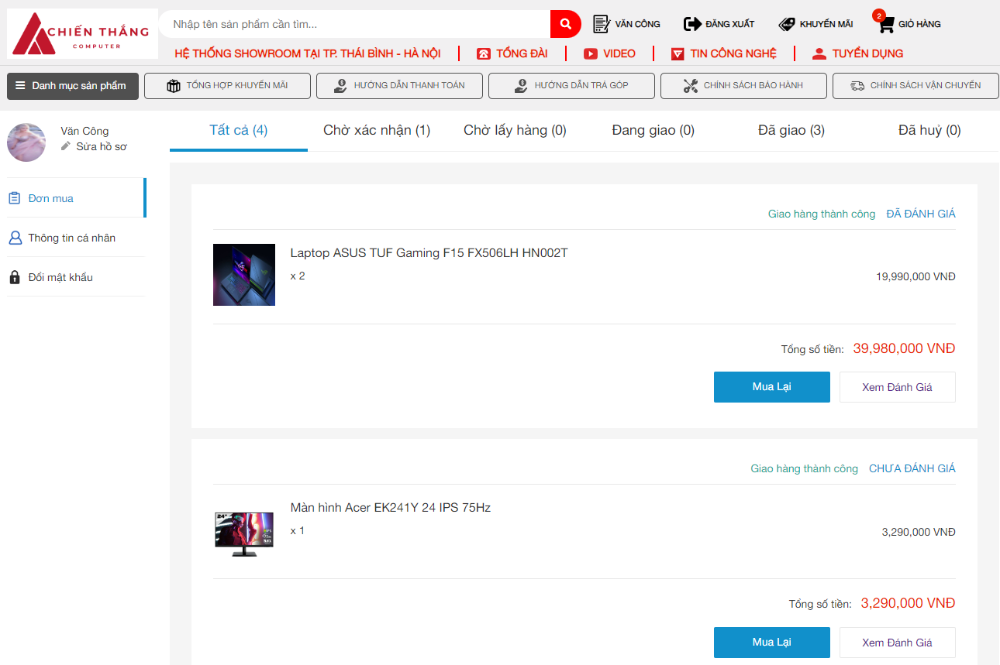 CHIẾN THẮNG
COMPUTER
Nhập tên sản phẩm cần tìm...
VĂN CÔNG
ĐĂNG XUẤT
KHUYẾN MÃI
2
GIỎ HÀNG
HỆ THỐNG SHOWROOM TẠI TP. THÁI BÌNH - HÀ NỘI
TỔNG ĐÀI
VIDEO
TIN CÔNG NGHỆ
TUYỂN DỤNG
Danh mục sản phẩm
TỔNG HỢP KHUYẾN MÃI
HƯỚNG DẪN THANH TOÁN
HƯỚNG DẪN TRẢ GÓP
CHÍNH SÁCH BẢO HÀNH
CHÍNH SÁCH VẬN CHUYỂN
Văn Công
Sửa hồ sơ
Đơn mua
Thông tin cá nhân
Đổi mật khẩu
Tất cả (4)
Chờ xác nhận (1)
Chờ lấy hàng (0)
Đang giao (0)
Đã giao (3)
Đã huỷ (0)
Giao hàng thành công ĐÃ ĐÁNH GIÁ
Laptop ASUS TUF Gaming F15 FX506LH HN002T
x 2
19,990,000 VNĐ
Tổng số tiền: 39,980,000 VNĐ
Mua Lại
Xem Đánh Giá
Giao hàng thành công CHƯA ĐÁNH GIÁ
24"
Màn hình Acer EK241Y 24 IPS 75Hz
x 1
3,290,000 VNĐ
Tổng số tiền: 3,290,000 VNĐ
Mua Lại
Xem Đánh Giá